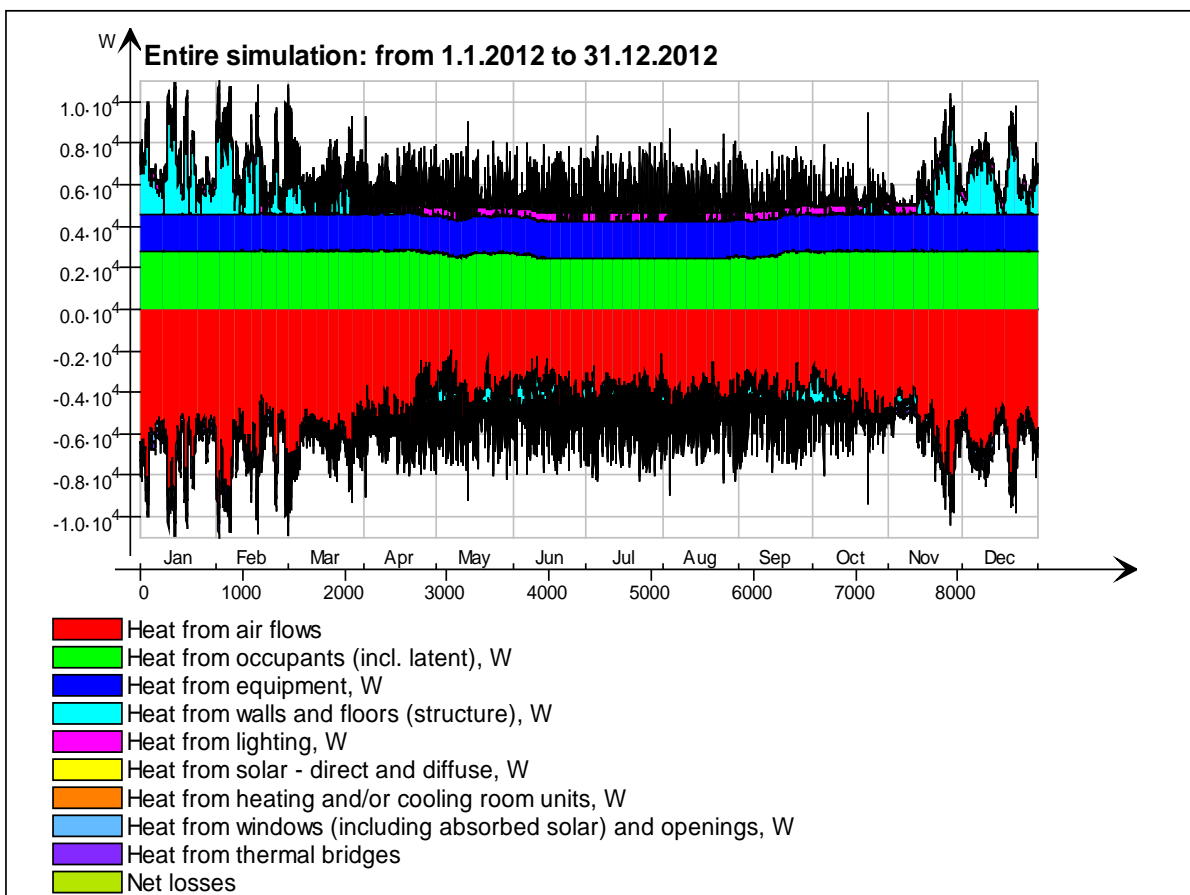 W
Entire simulation: from 1.1.2012 to 31.12.2012
1.0·10⁴
0.8·10⁴
0.6·10⁴
0.4·10⁴
0.2·10⁴
0.0·10⁴
-0.2·10⁴
-0.4·10⁴
-0.6·10⁴
-0.8·10⁴
-1.0·10⁴
Jan Feb Mar Apr May Jun Jul Aug Sep Oct Nov Dec
0 1000 2000 3000 4000 5000 6000 7000 8000
Heat from air flows
Heat from occupants (incl. latent), W
Heat from equipment, W
Heat from walls and floors (structure), W
Heat from lighting, W
Heat from solar - direct and diffuse, W
Heat from heating and/or cooling room units, W
Heat from windows (including absorbed solar) and openings, W
Heat from thermal bridges
Net losses